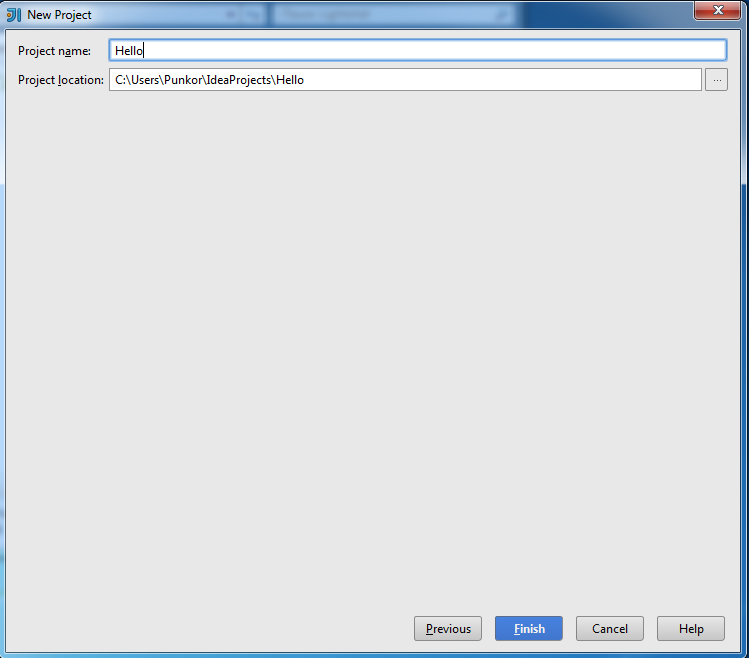 New Project
Project name: Hello
Project location: C:\Users\Punkor\IdeaProjects\Hello ...
Previous Finish Cancel Help